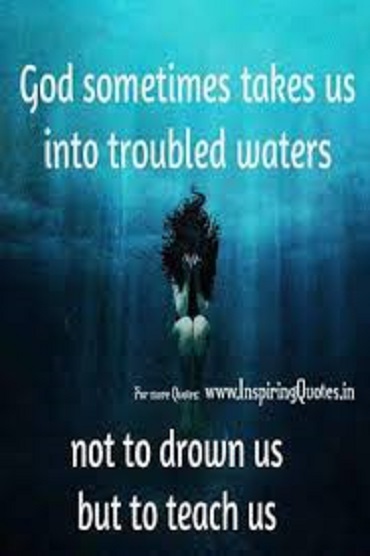 God sometimes takes us
into troubled waters
For more Quotes: www.InspiringQuotes.in
not to drown us
but to teach us